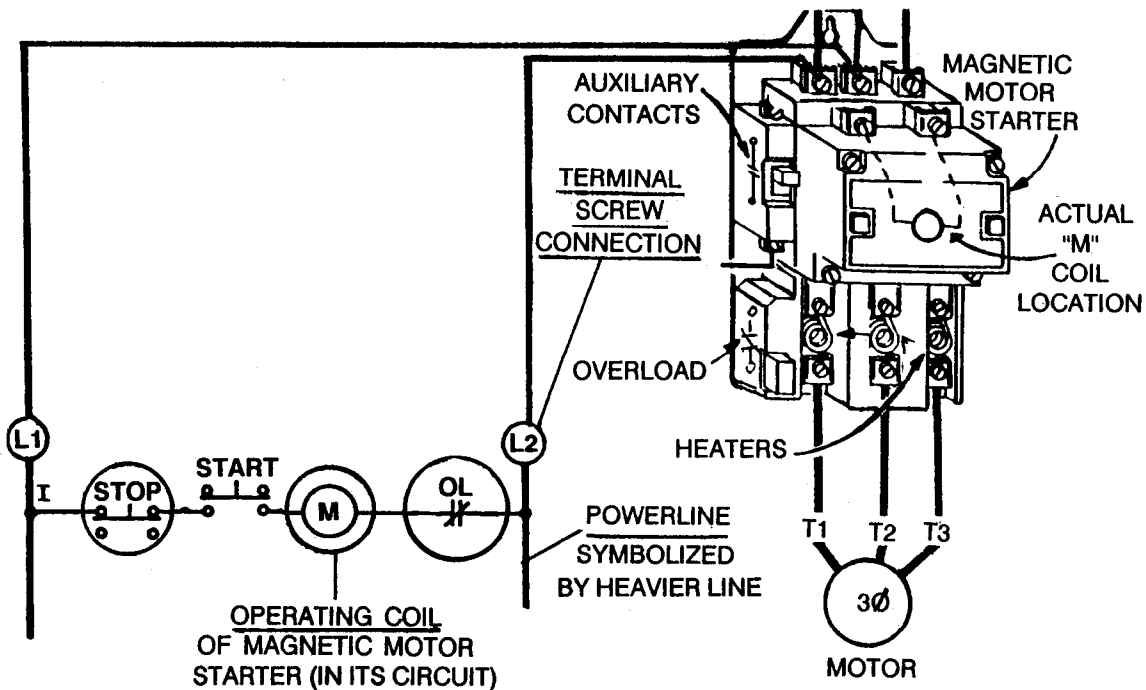 AUXILIARY
CONTACTS
MAGNETIC
MOTOR
STARTER
TERMINAL
SCREW
CONNECTION
ACTUAL
"M"
COIL
LOCATION
OVERLOAD
HEATERS
L1
L2
I
STOP
START
M
OL
POWERLINE
SYMBOLIZED
BY HEAVIER LINE
T1
T2
T3
3Ø
MOTOR
OPERATING COIL
OF MAGNETIC MOTOR
STARTER (IN ITS CIRCUIT)